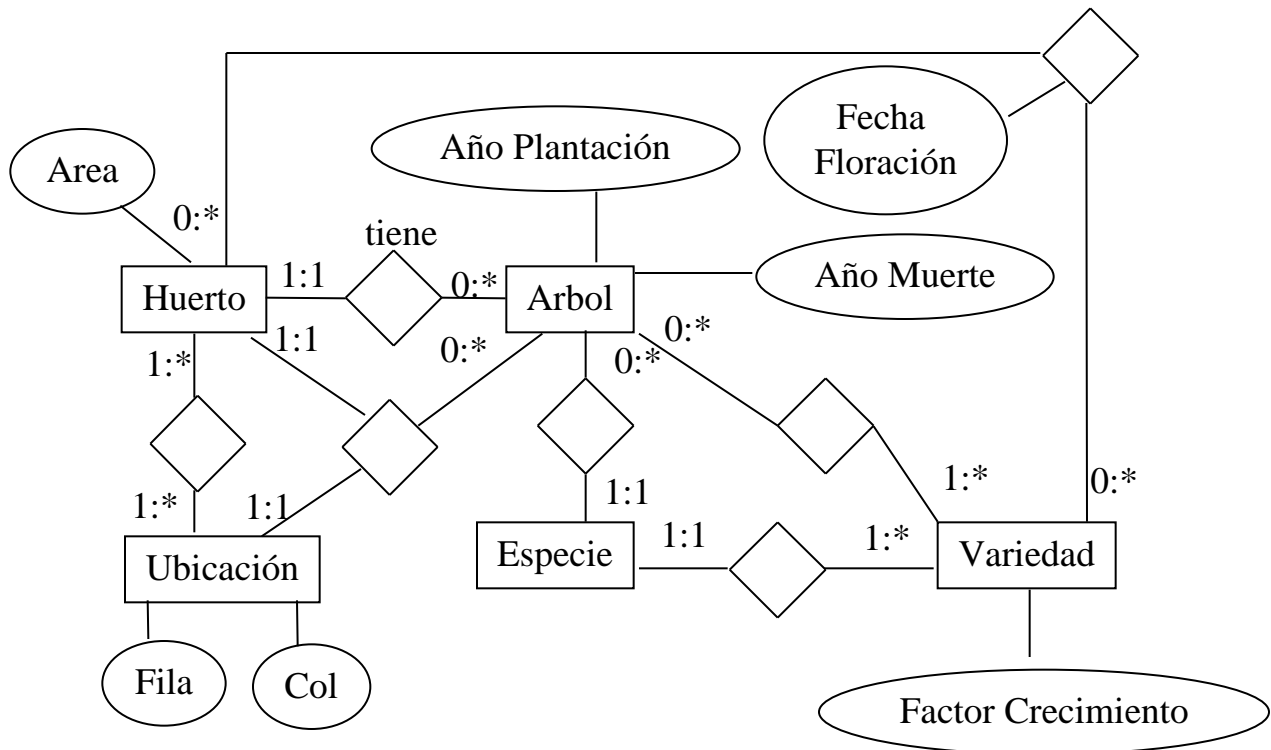 Fecha
Floración
Año Plantación
Area
0:*
tiene
1:1
0:*
Año Muerte
Huerto
Arbol
1:*
1:1
0:*
0:*
0:*
1:*
1:1
1:1
1:*
0:*
Ubicación
Especie
1:1
1:*
Variedad
Fila
Col
Factor Crecimiento